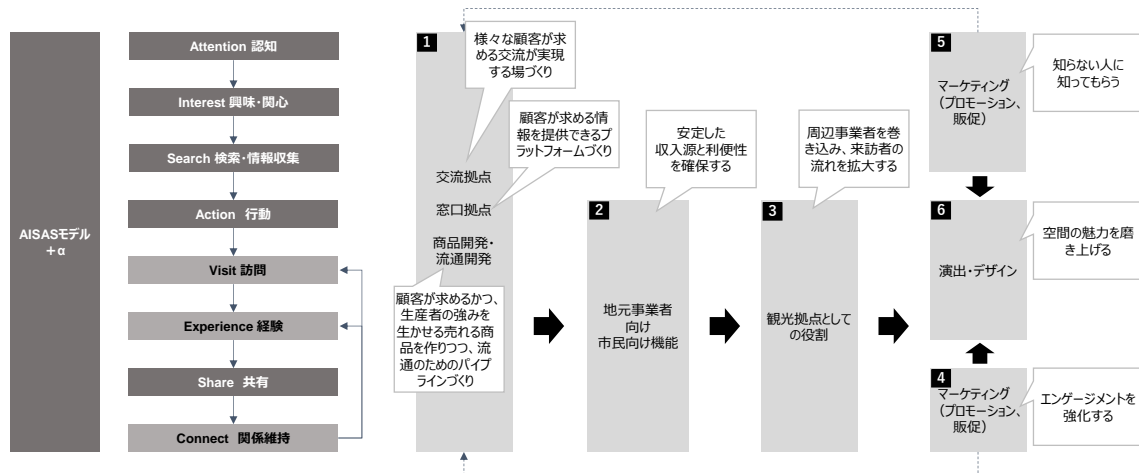 AISASモデル
＋α
Attention 認知
Interest 興味・関心
Search 検索・情報収集
Action 行動
Visit 訪問
Experience 経験
Share 共有
Connect 関係維持
1
様々な顧客が求
める交流が実現
する場づくり
顧客が求める情
報を提供できるプ
ラットフォームづくり
交流拠点
窓口拠点
商品開発・
流通開発
顧客が求めるかつ、
生産者の強みを
生かせる売れる商
品を作りつつ、流
通のためのパイプ
ラインづくり
2
安定した
収入源と利便性
を確保する
地元事業者
向け
市民向け機能
3
周辺事業者を巻
き込み、来訪者の
流れを拡大する
観光拠点として
の役割
5
マーケティング
（プロモーション、
販促）
知らない人に
知ってもらう
6
演出・デザイン
空間の魅力を磨
き上げる
4
マーケティング
（プロモーション、
販促）
エンゲージメントを
強化する